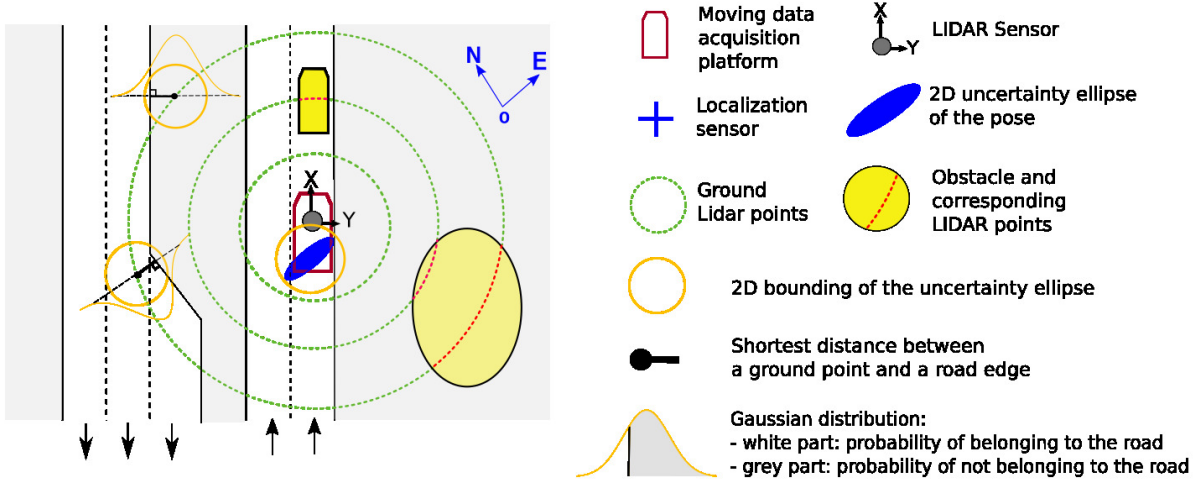 N
E
o
X
Y
Moving data
acquisition
platform
X
Y
LIDAR Sensor
Localization
sensor
2D uncertainty ellipse
of the pose
Ground
Lidar points
Obstacle and
corresponding
LIDAR points
2D bounding of the uncertainty ellipse
Shortest distance between
a ground point and a road edge
Gaussian distribution:
- white part: probability of belonging to the road
- grey part: probability of not belonging to the road